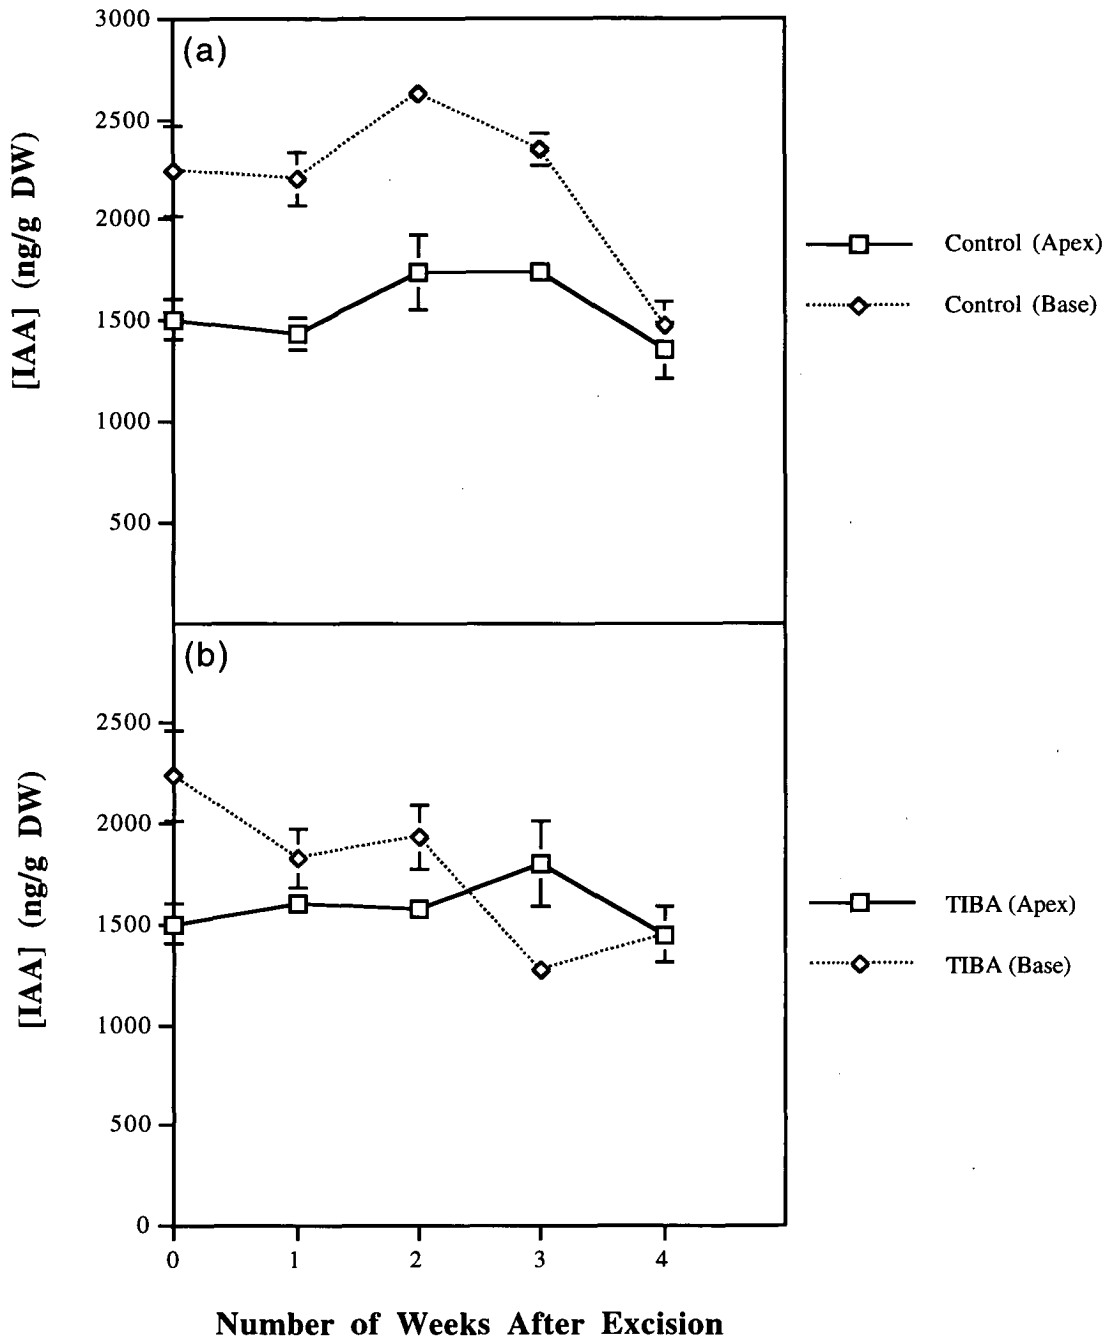 3000
(a)
2500
2000
1500
1000
500
[IAA] (ng/g DW)
Control (Apex)
Control (Base)
(b)
2500
2000
1500
1000
500
0
[IAA] (ng/g DW)
TIBA (Apex)
TIBA (Base)
0 1 2 3 4
Number of Weeks After Excision